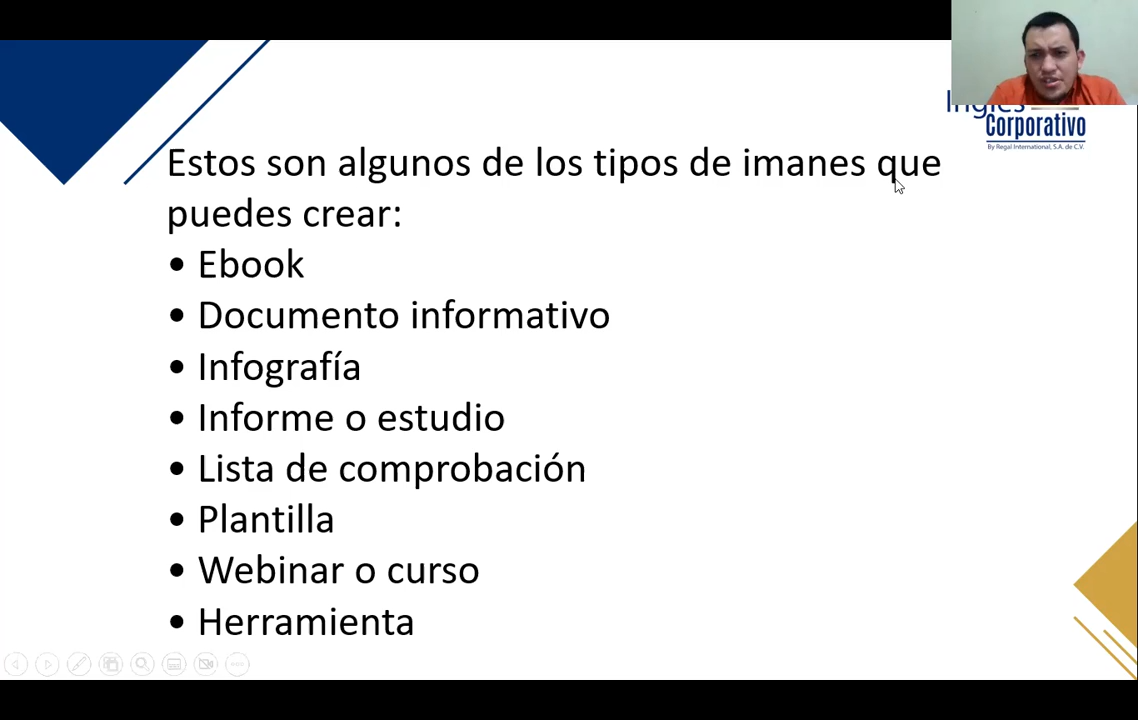 Inglés
Corporativo
By Regal International, S.A. de C.V.
Estos son algunos de los tipos de imanes que
puedes crear:
• Ebook
• Documento informativo
• Infografía
• Informe o estudio
• Lista de comprobación
• Plantilla
• Webinar o curso
• Herramienta